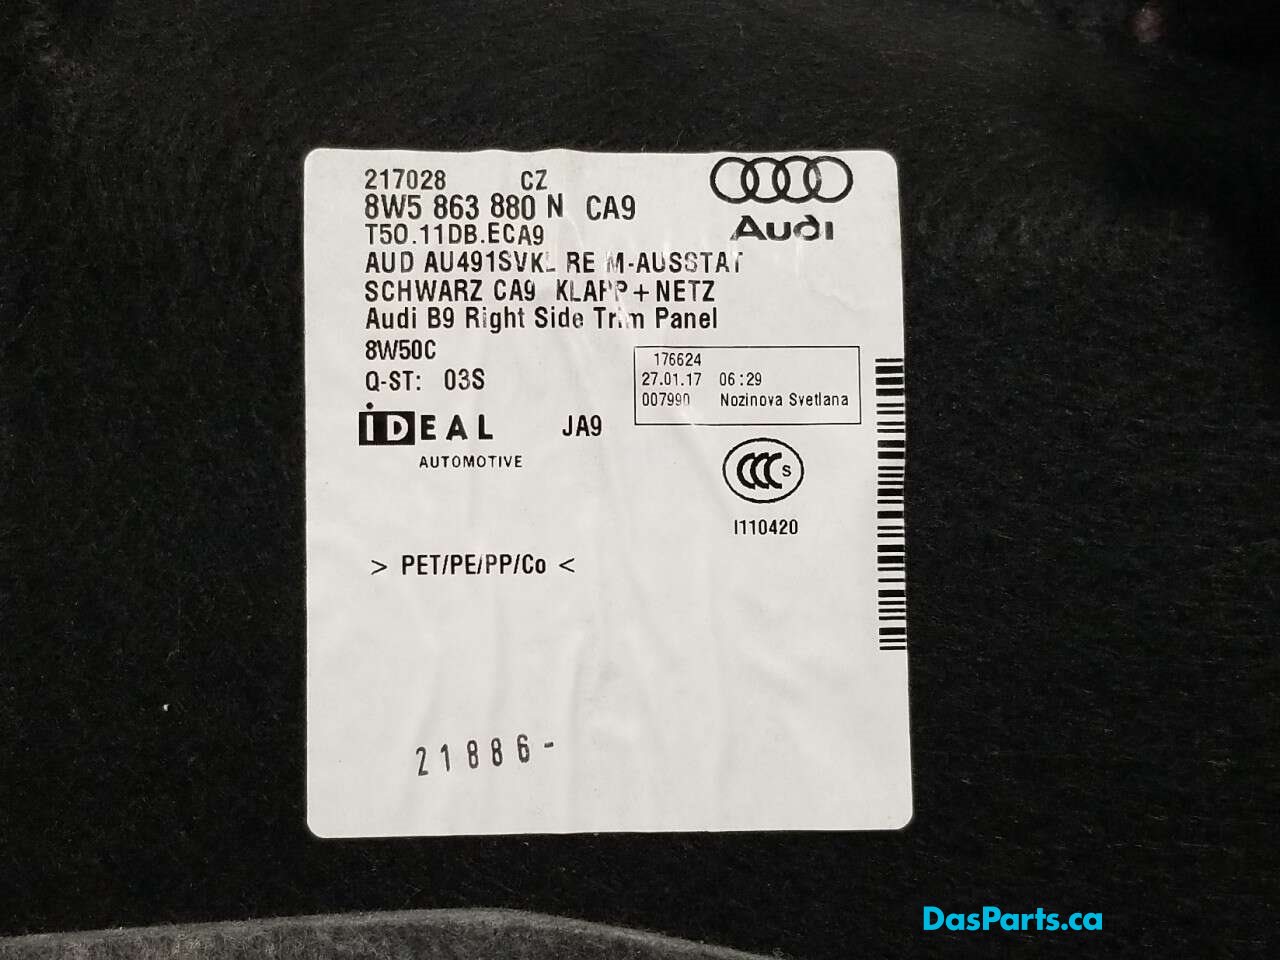 217028 CZ
8W5 863 880 N CA9
Audi
T50.11DB.ECA9
AUD AU491SVKL RE M-AUSSTAT
SCHWARZ CA9 KLAPP+NETZ
Audi B9 Right Side Trim Panel
8W50C
Q-ST: 03S
176624
27.01.17 06:29
007990 Nozinova Svetlana
IDEAL
AUTOMOTIVE
JA9
CCC S
I110420
> PET/PE/PP/Co <
21886-
DasParts.ca